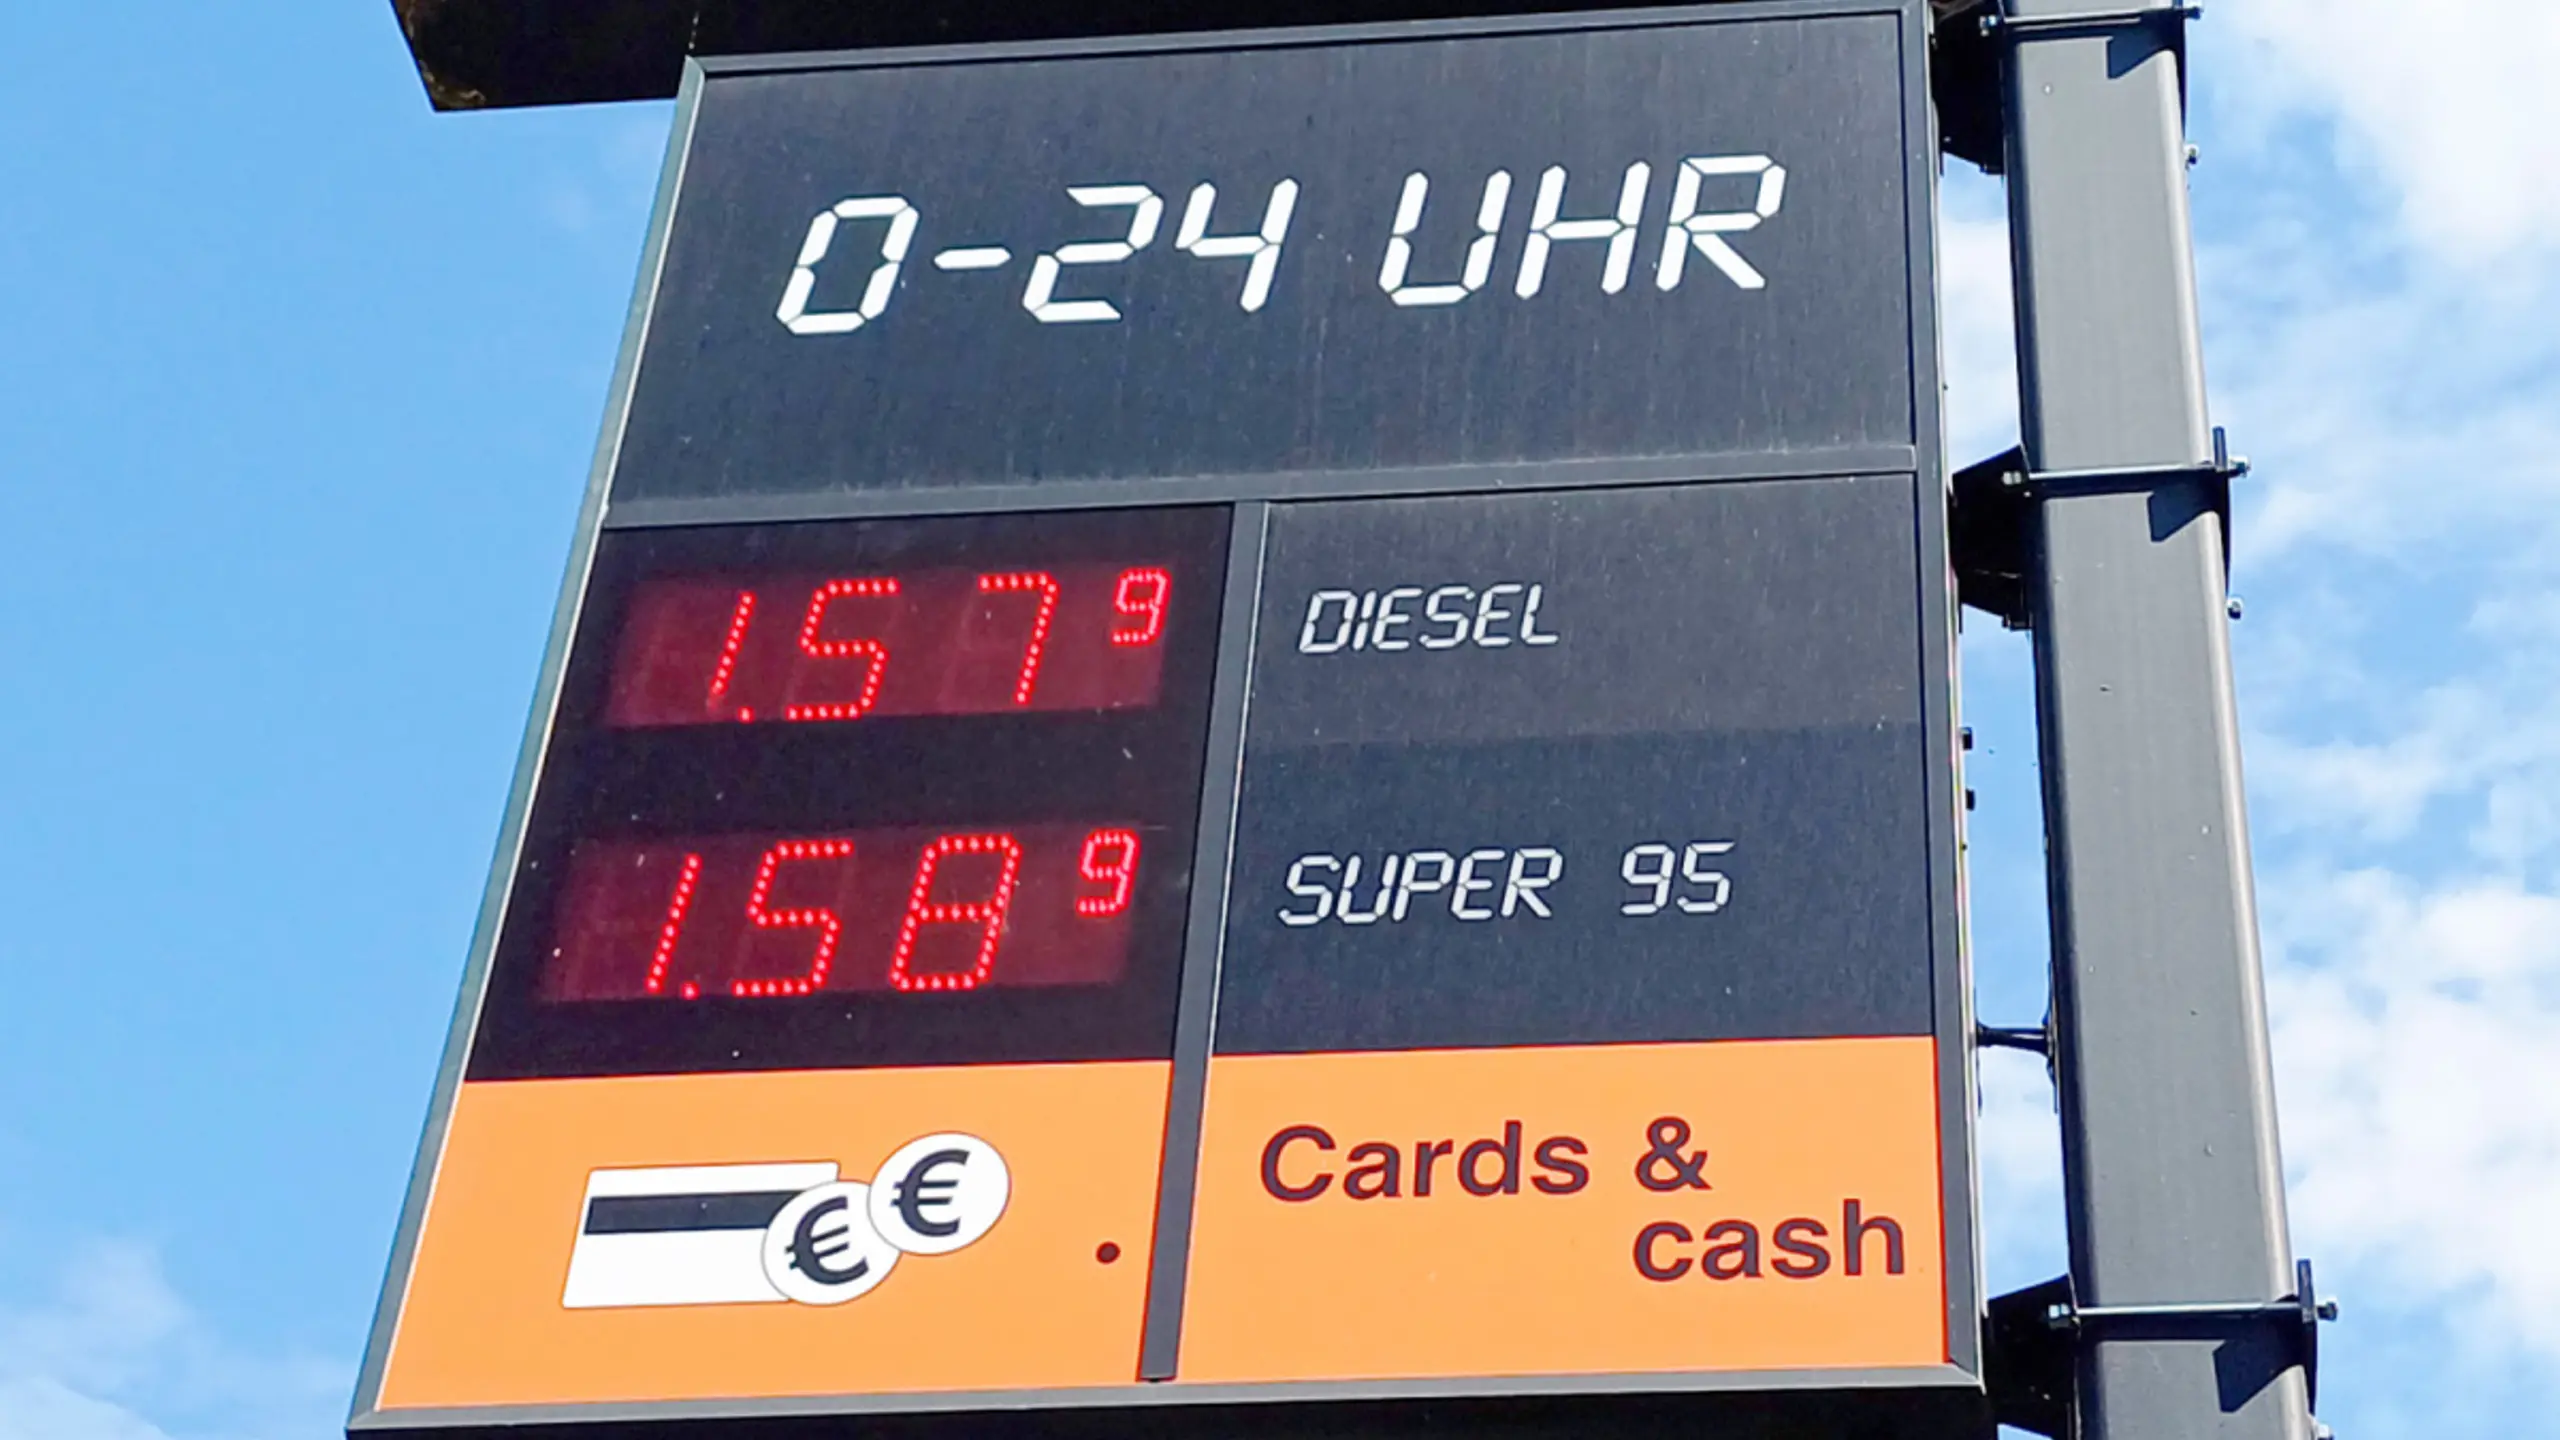 0-24 UHR
1.57⁹ DIESEL
1.58⁹ SUPER 95
€ € Cards &
cash